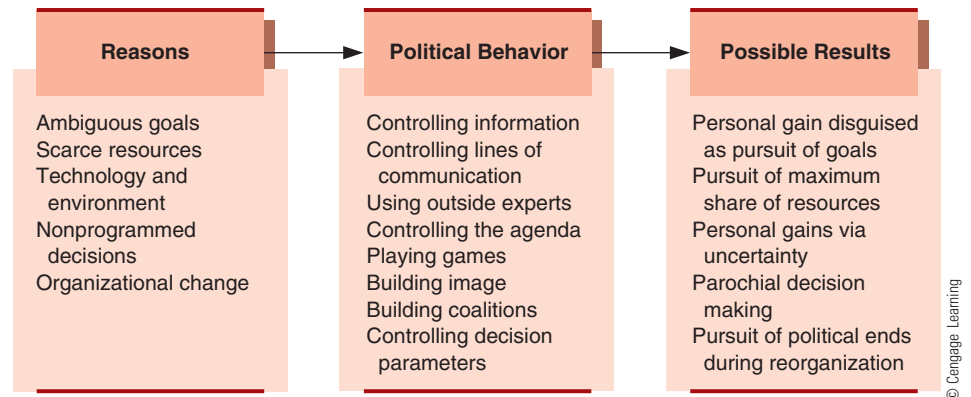 Reasons
Political Behavior
Possible Results
Ambiguous goals
Scarce resources
Technology and
environment
Nonprogrammed
decisions
Organizational change
Controlling information
Controlling lines of
communication
Using outside experts
Controlling the agenda
Playing games
Building image
Building coalitions
Controlling decision
parameters
Personal gain disguised
as pursuit of goals
Pursuit of maximum
share of resources
Personal gains via
uncertainty
Parochial decision
making
Pursuit of political ends
during reorganization
© Cengage Learning